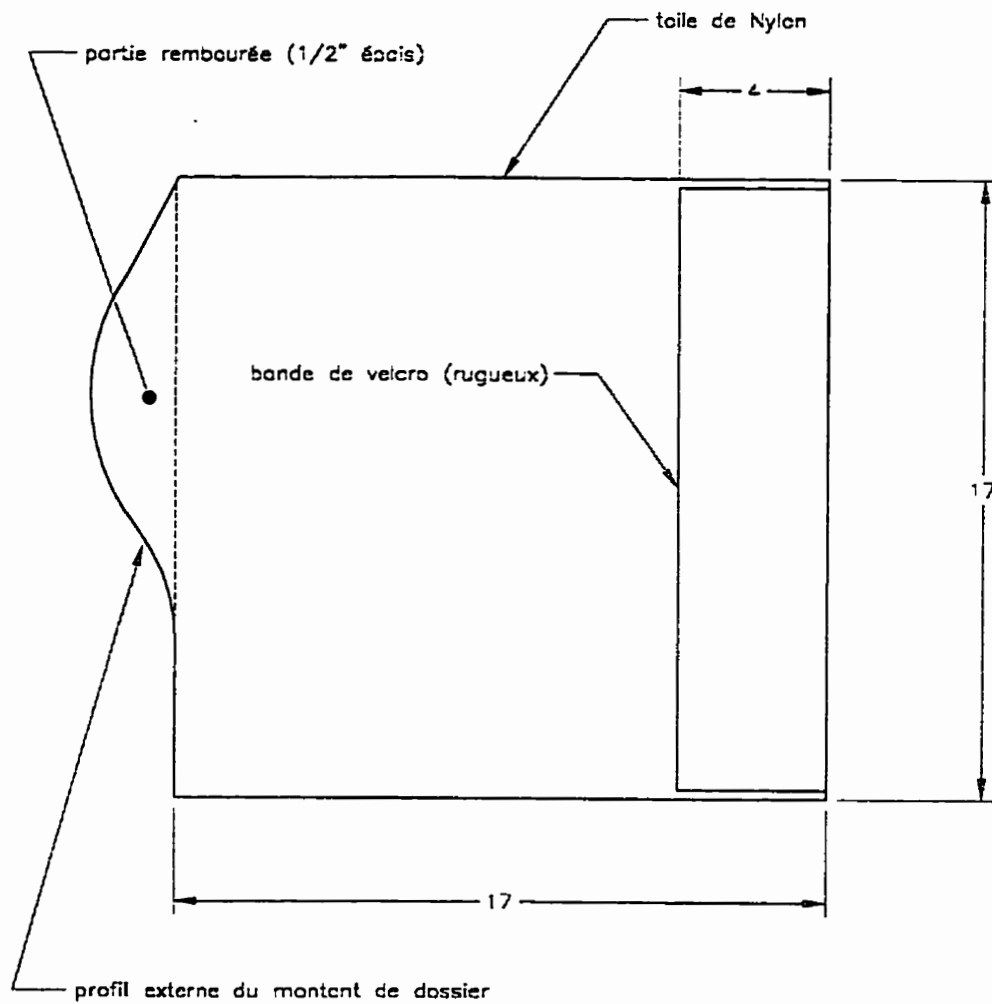 toile de Nylon
partie rembourée (1/2" épais)
4
bande de velcro (rugueux)
17
17
profil externe du montant de dossier